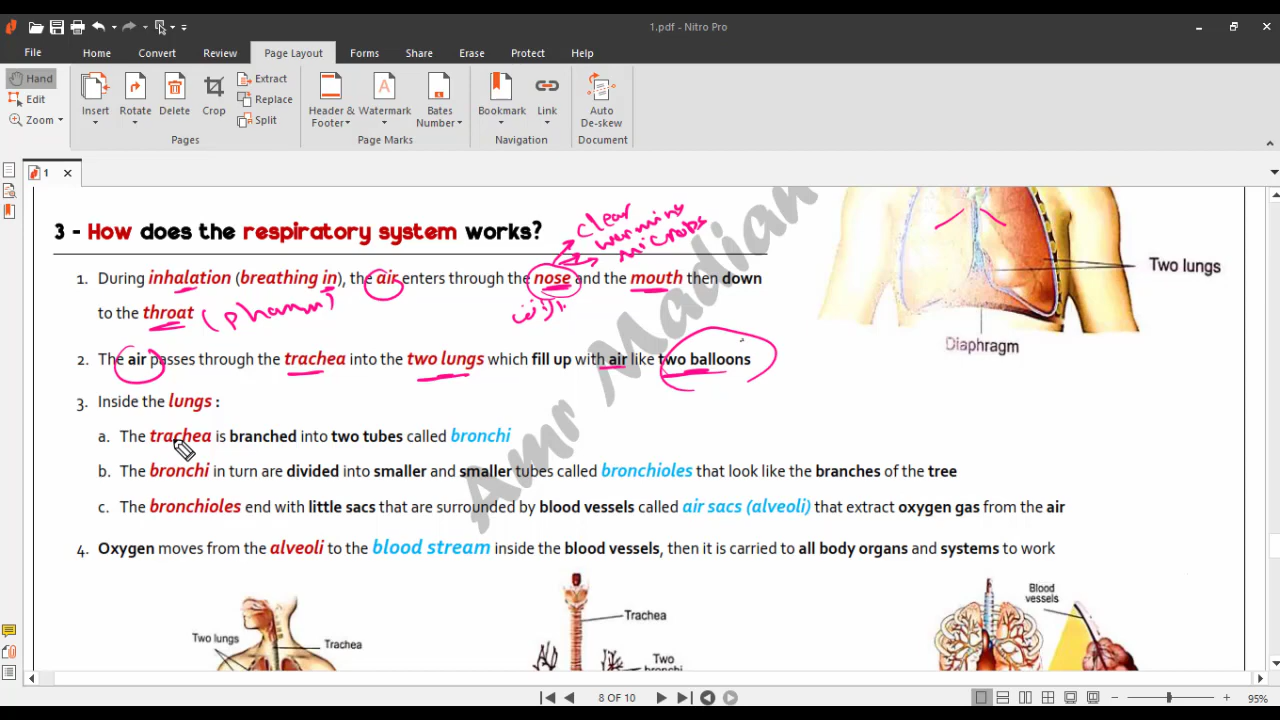 1.pdf - Nitro Pro
File Home Convert Review Page Layout Forms Share Erase Protect Help
Hand
Edit
Zoom
Insert Rotate Delete Crop
Extract
Replace
Split
Pages
Header & Footer Watermark Bates Number
Page Marks
Bookmark Link
Navigation
Auto De-skew
Document
1
3 - How does the respiratory system works?
clear
warming
microbs
1. During inhalation (breathing in), the air enters through the nose and the mouth then down
to the throat
2. The air passes through the trachea into the two lungs which fill up with air like two balloons
3. Inside the lungs :
a. The trachea is branched into two tubes called bronchi
b. The bronchi in turn are divided into smaller and smaller tubes called bronchioles that look like the branches of the tree
c. The bronchioles end with little sacs that are surrounded by blood vessels called air sacs (alveoli) that extract oxygen gas from the air
4. Oxygen moves from the alveoli to the blood stream inside the blood vessels, then it is carried to all body organs and systems to work
Two lungs
Diaphragm
Amr Madian
Two lungs
Trachea
Trachea
Two
bronchi
Blood
vessels
8 OF 10
95%